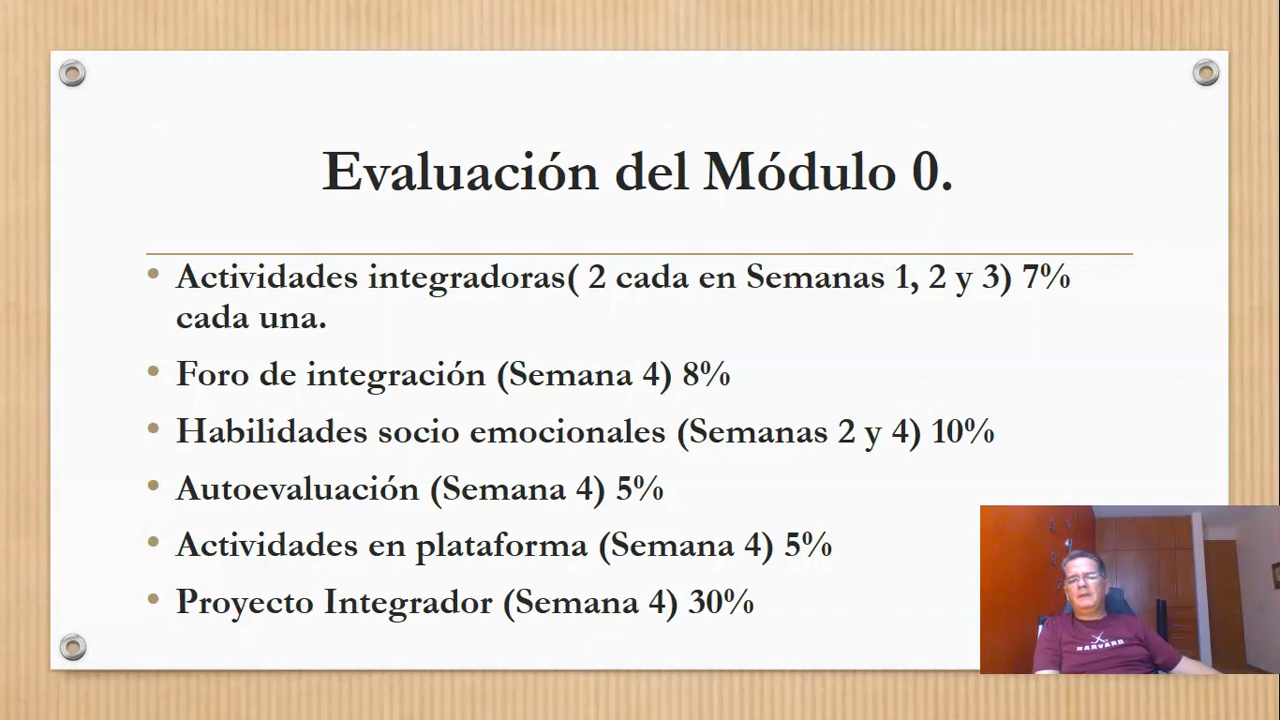 Evaluación del Módulo 0.
• Actividades integradoras( 2 cada en Semanas 1, 2 y 3) 7%
cada una.
• Foro de integración (Semana 4) 8%
• Habilidades socio emocionales (Semanas 2 y 4) 10%
• Autoevaluación (Semana 4) 5%
• Actividades en plataforma (Semana 4) 5%
• Proyecto Integrador (Semana 4) 30%
HARVARD